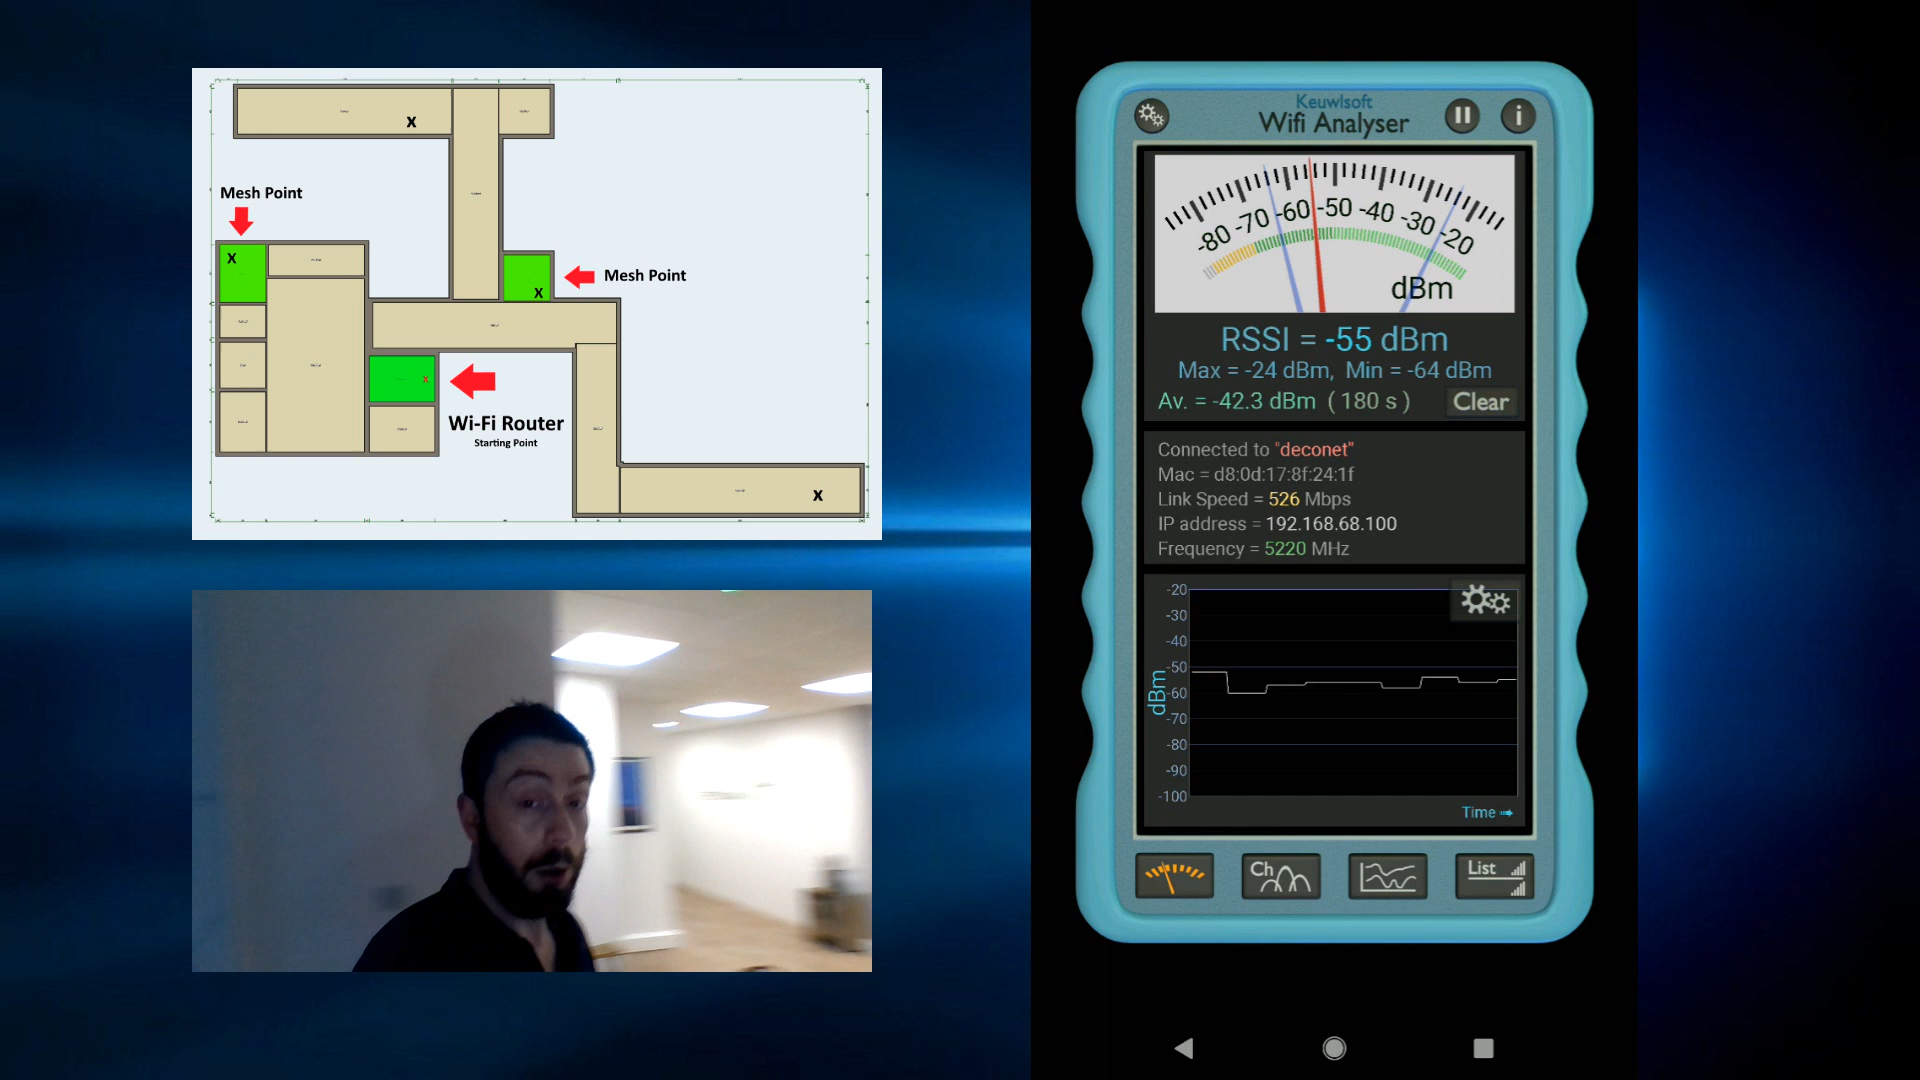 X
Mesh Point
X
Mesh Point
X
X
Wi-Fi Router
Starting Point
X
Keuwlsoft
Wifi Analyser
i
-80 -70 -60 -50 -40 -30 -20
dBm
RSSI = -55 dBm
Max = -24 dBm, Min = -64 dBm
Av. = -42.3 dBm ( 180 s )
Clear
Connected to "deconet"
Mac = d8:0d:17:8f:24:1f
Link Speed = 526 Mbps
IP address = 192.168.68.100
Frequency = 5220 MHz
-20
-30
-40
-50
-60
-70
-80
-90
-100
dBm
Time
Ch
List